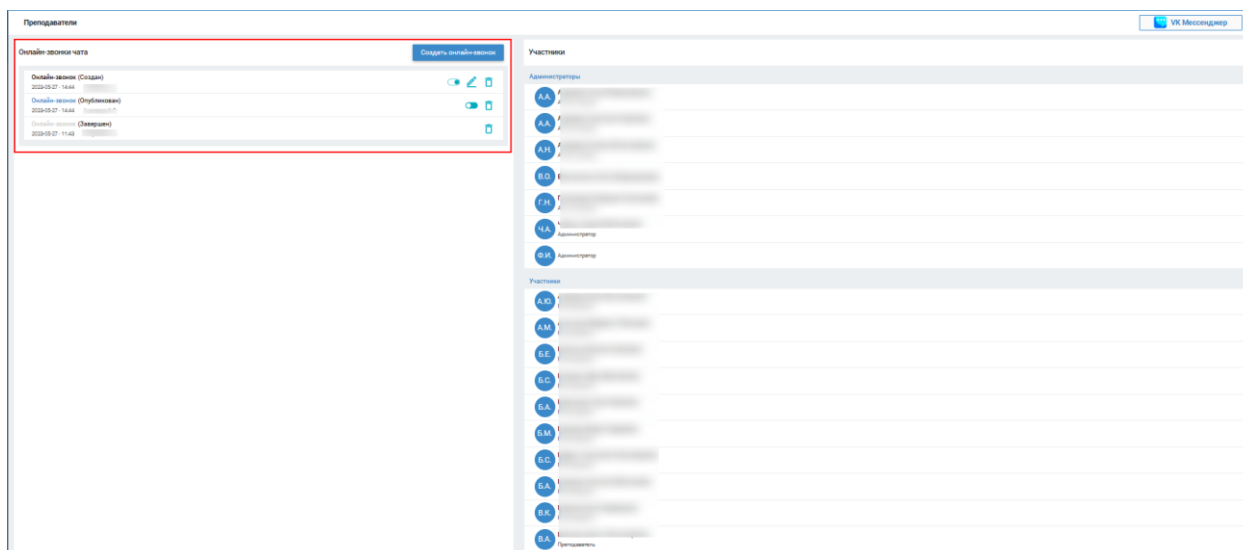 Преподаватели
VK Мессенджер
Онлайн-звонки чата
Создать онлайн-звонок
Онлайн-звонок (Создан)
2023-05-27 - 14:44
Онлайн-звонок (Опубликован)
2023-05-27 - 14:44
Онлайн-звонок (Завершен)
2023-05-27 - 11:43
Участники
Администраторы
А.А.
А.А.
А.Н.
В.О.
Г.Н.
Ч.А.
Администратор
Ф.И.
Администратор
Участники
А.Ю.
А.М.
Б.Е.
Б.С.
Б.А.
Б.М.
Б.С.
Б.А.
В.К.
В.А.
Преподаватель